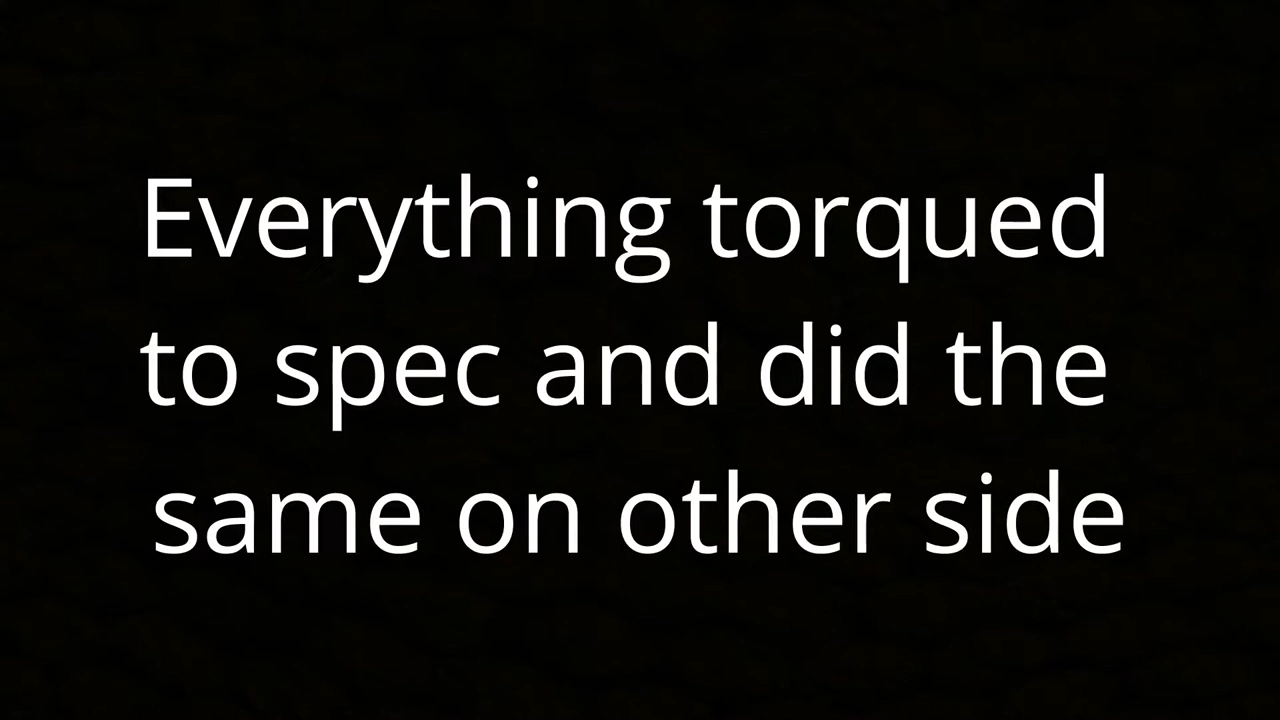 Everything torqued
to spec and did the
same on other side